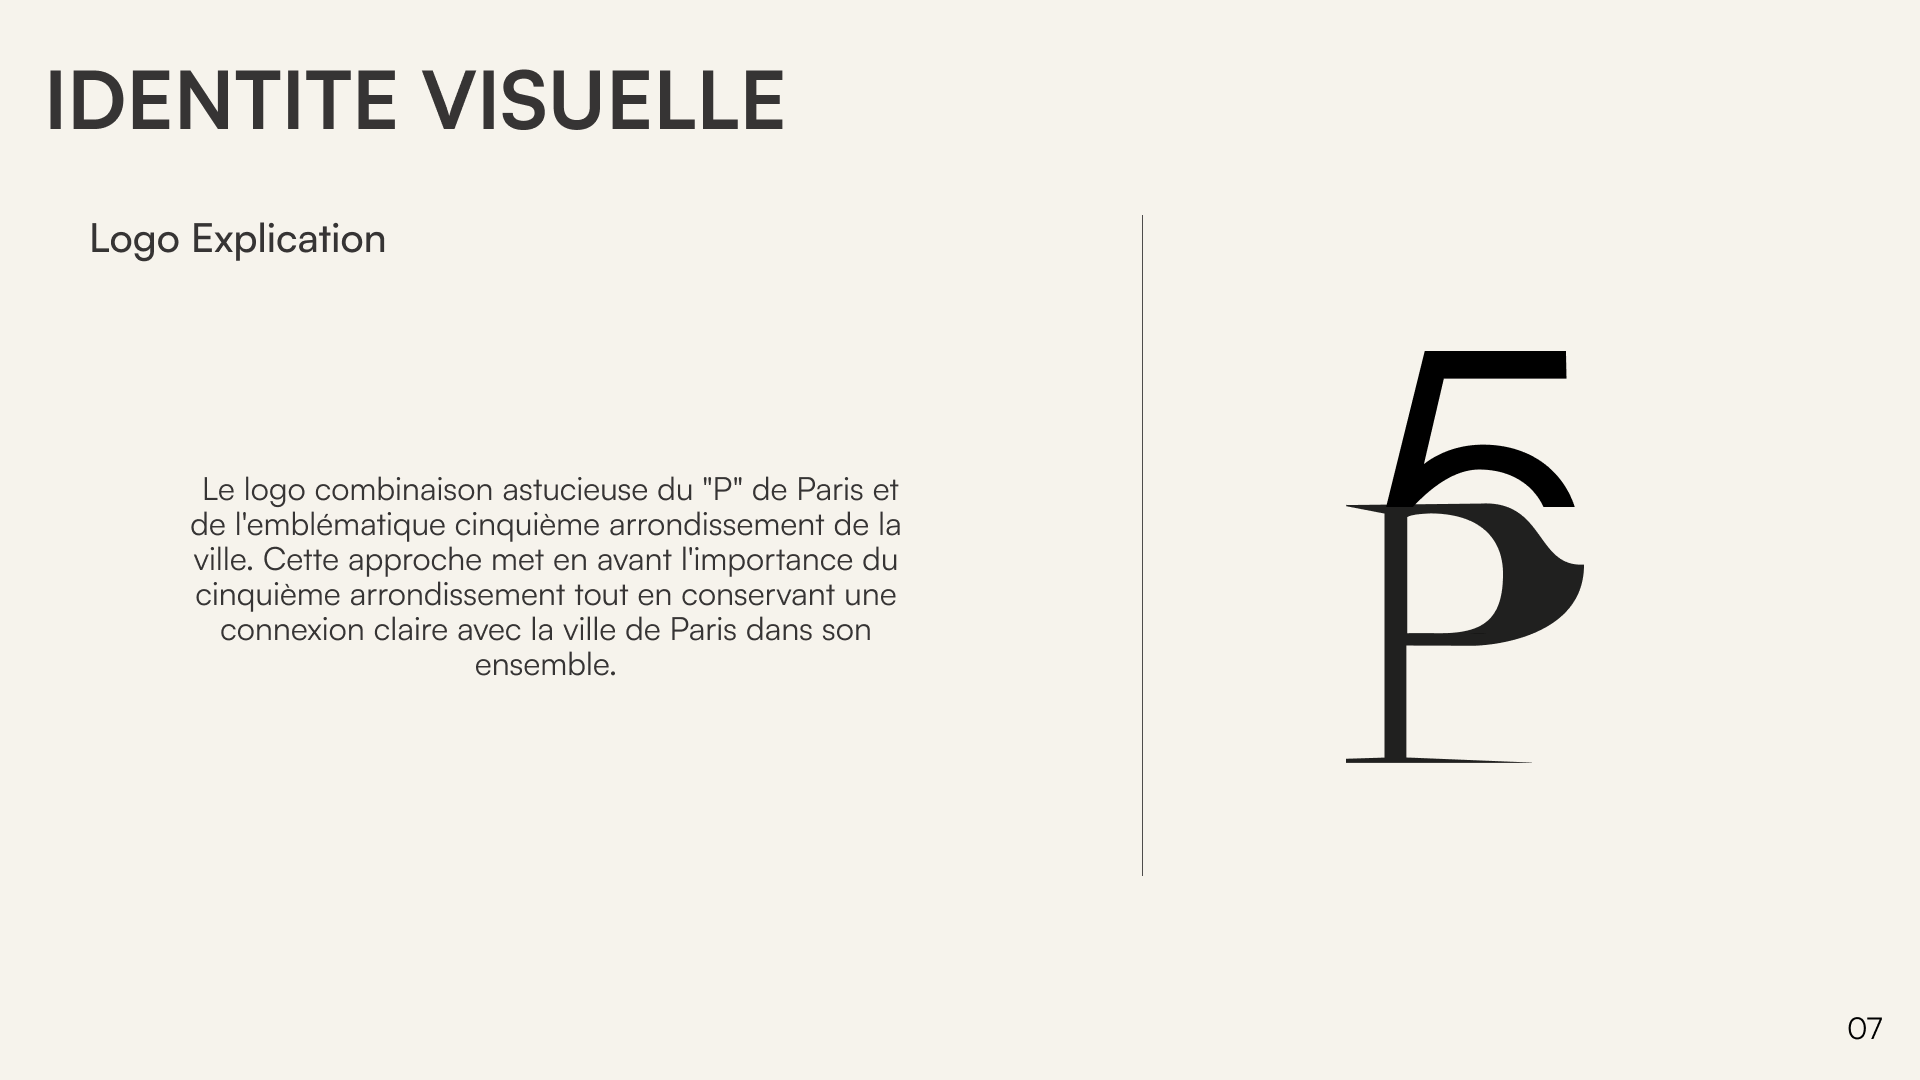 IDENTITE VISUELLE
Logo Explication
Le logo combinaison astucieuse du "P" de Paris et
de l'emblématique cinquième arrondissement de la
ville. Cette approche met en avant l'importance du
cinquième arrondissement tout en conservant une
connexion claire avec la ville de Paris dans son
ensemble.
5
P
07